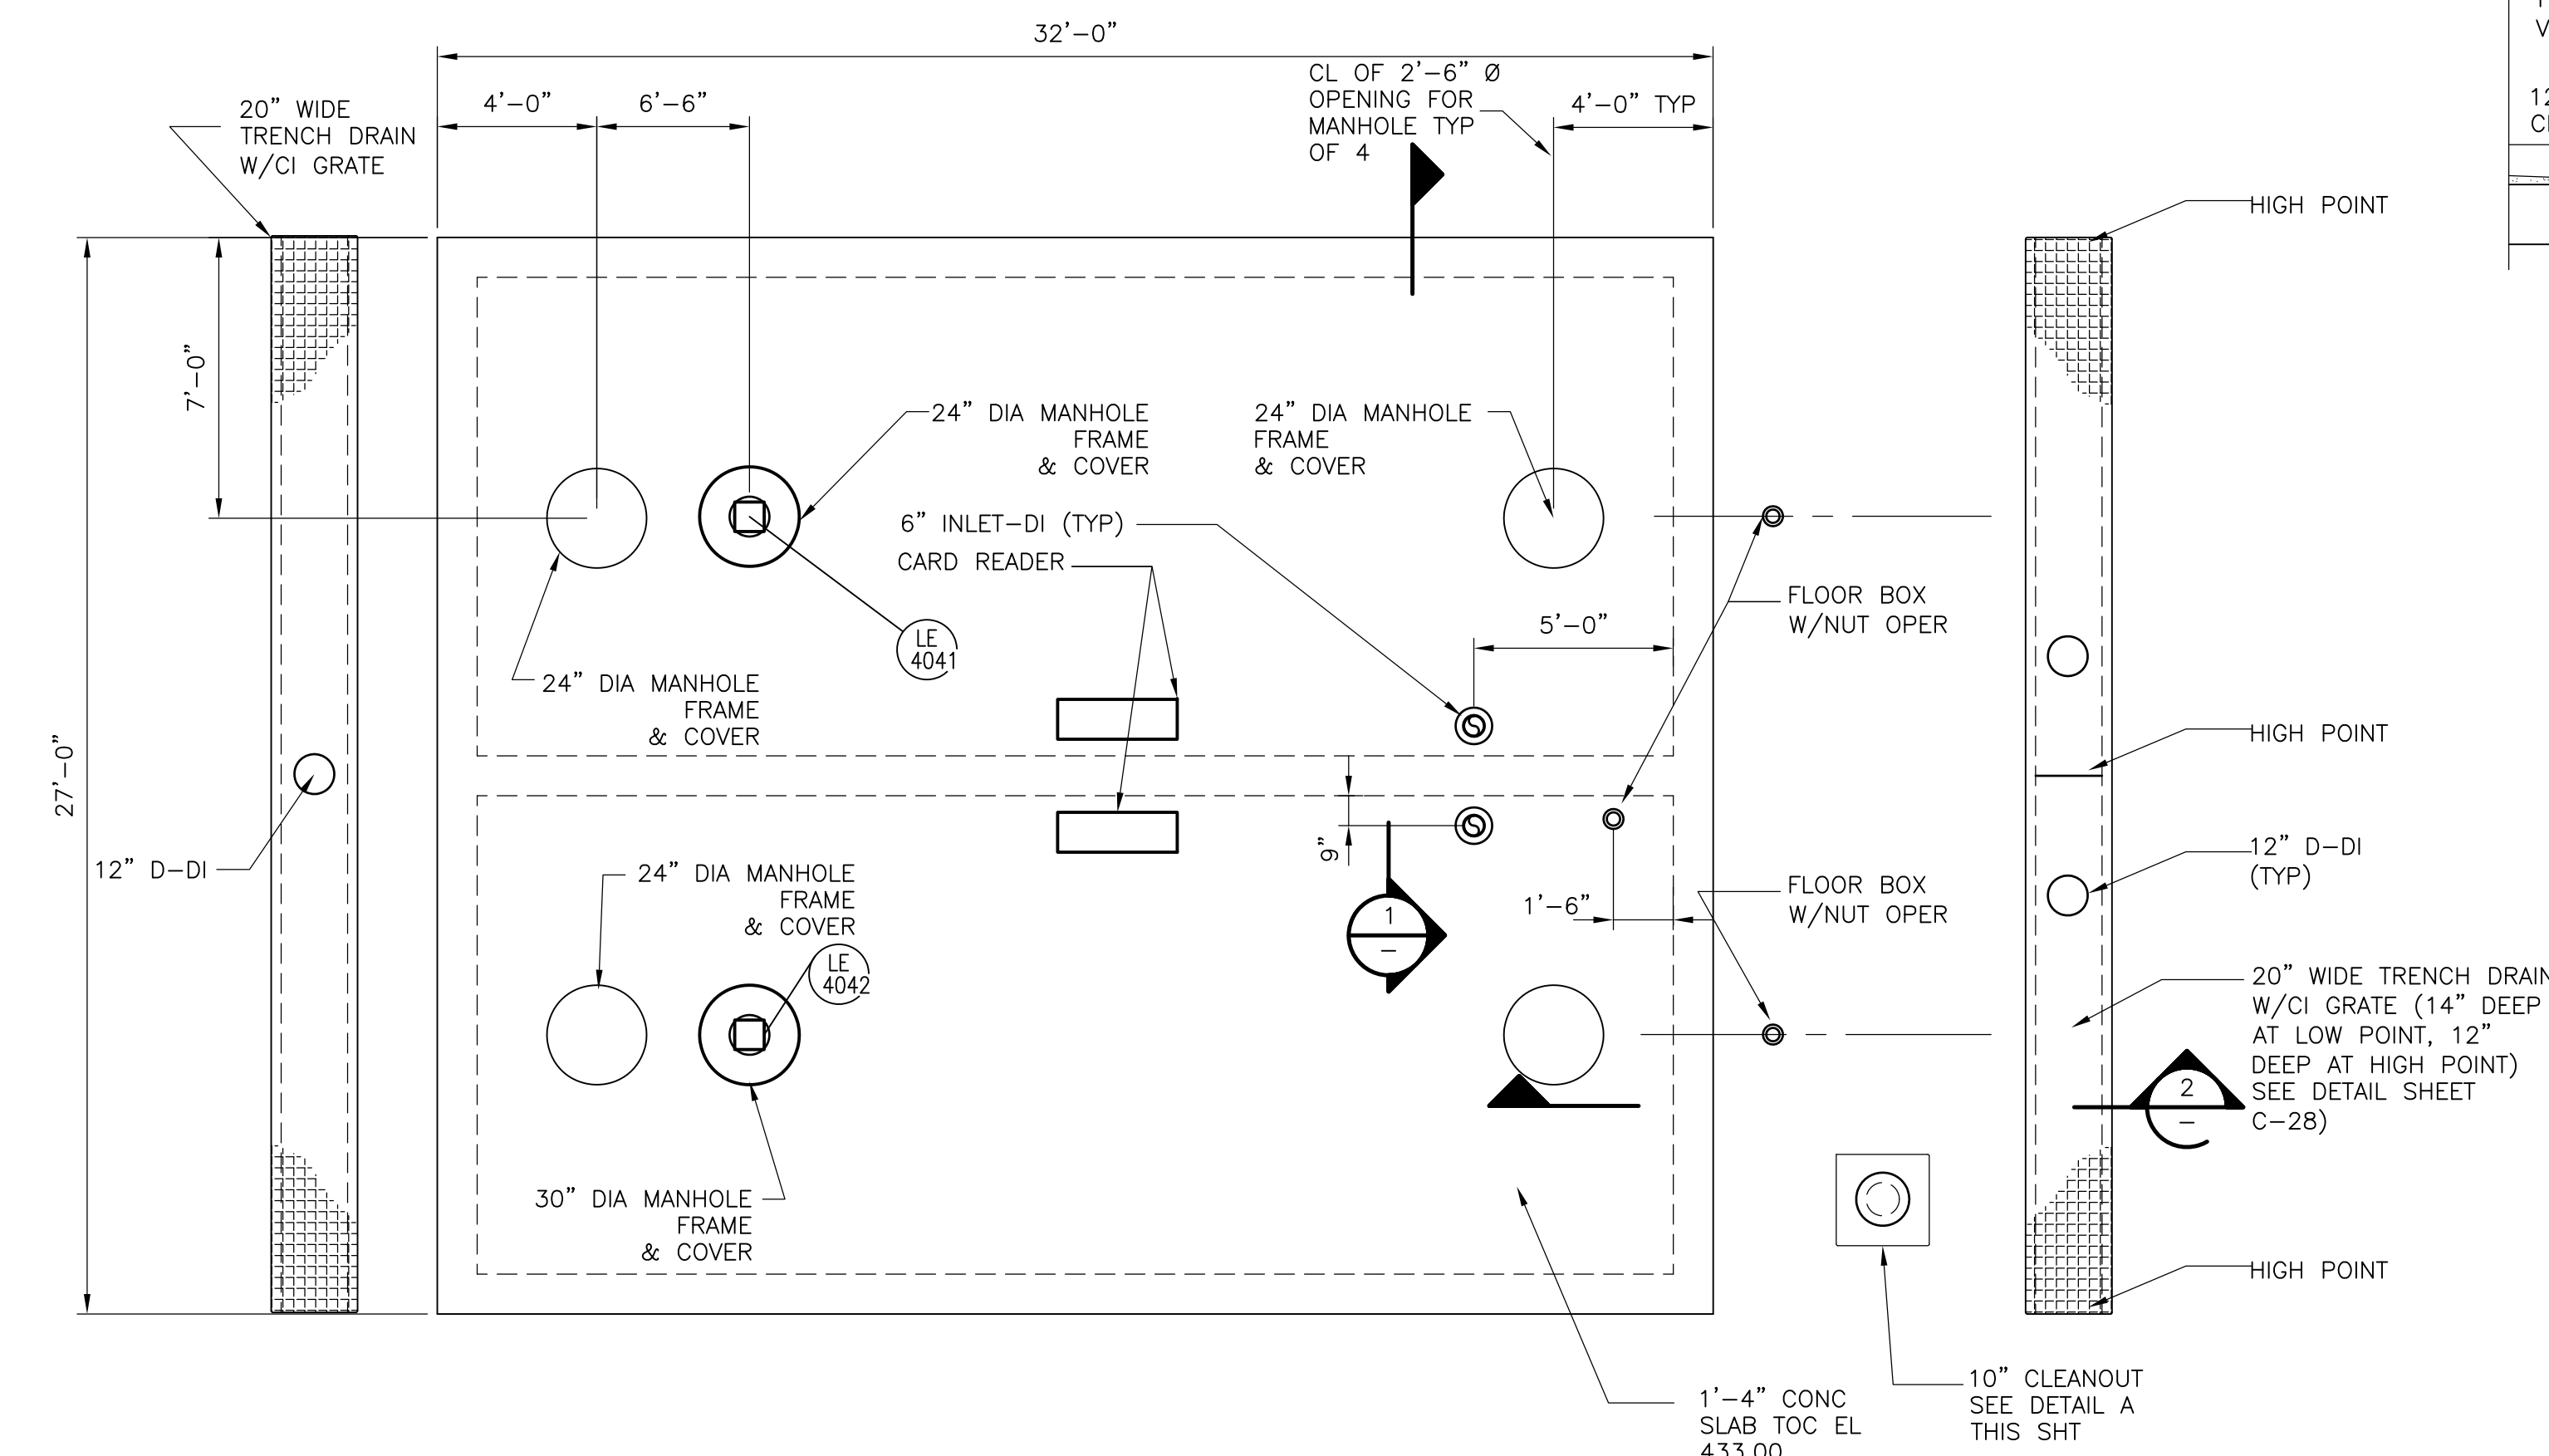 32'-0"
4'-0"
6'-6"
CL OF 2'-6" Ø
OPENING FOR
MANHOLE TYP
OF 4
4'-0" TYP
20" WIDE
TRENCH DRAIN
W/CI GRATE
HIGH POINT
7'-0"
24" DIA MANHOLE
FRAME
& COVER
24" DIA MANHOLE
FRAME
& COVER
6" INLET-DI (TYP)
CARD READER
LE
4041
5'-0"
FLOOR BOX
W/NUT OPER
24" DIA MANHOLE
FRAME
& COVER
27'-0"
HIGH POINT
12" D-DI
24" DIA MANHOLE
FRAME
& COVER
9"
1
-
1'-6"
FLOOR BOX
W/NUT OPER
12" D-DI
(TYP)
LE
4042
20" WIDE TRENCH DRAIN
W/CI GRATE (14" DEEP
AT LOW POINT, 12"
DEEP AT HIGH POINT)
SEE DETAIL SHEET
C-28)
2
-
30" DIA MANHOLE
FRAME
& COVER
HIGH POINT
1'-4" CONC
SLAB TOC EL
433.00
10" CLEANOUT
SEE DETAIL A
THIS SHT